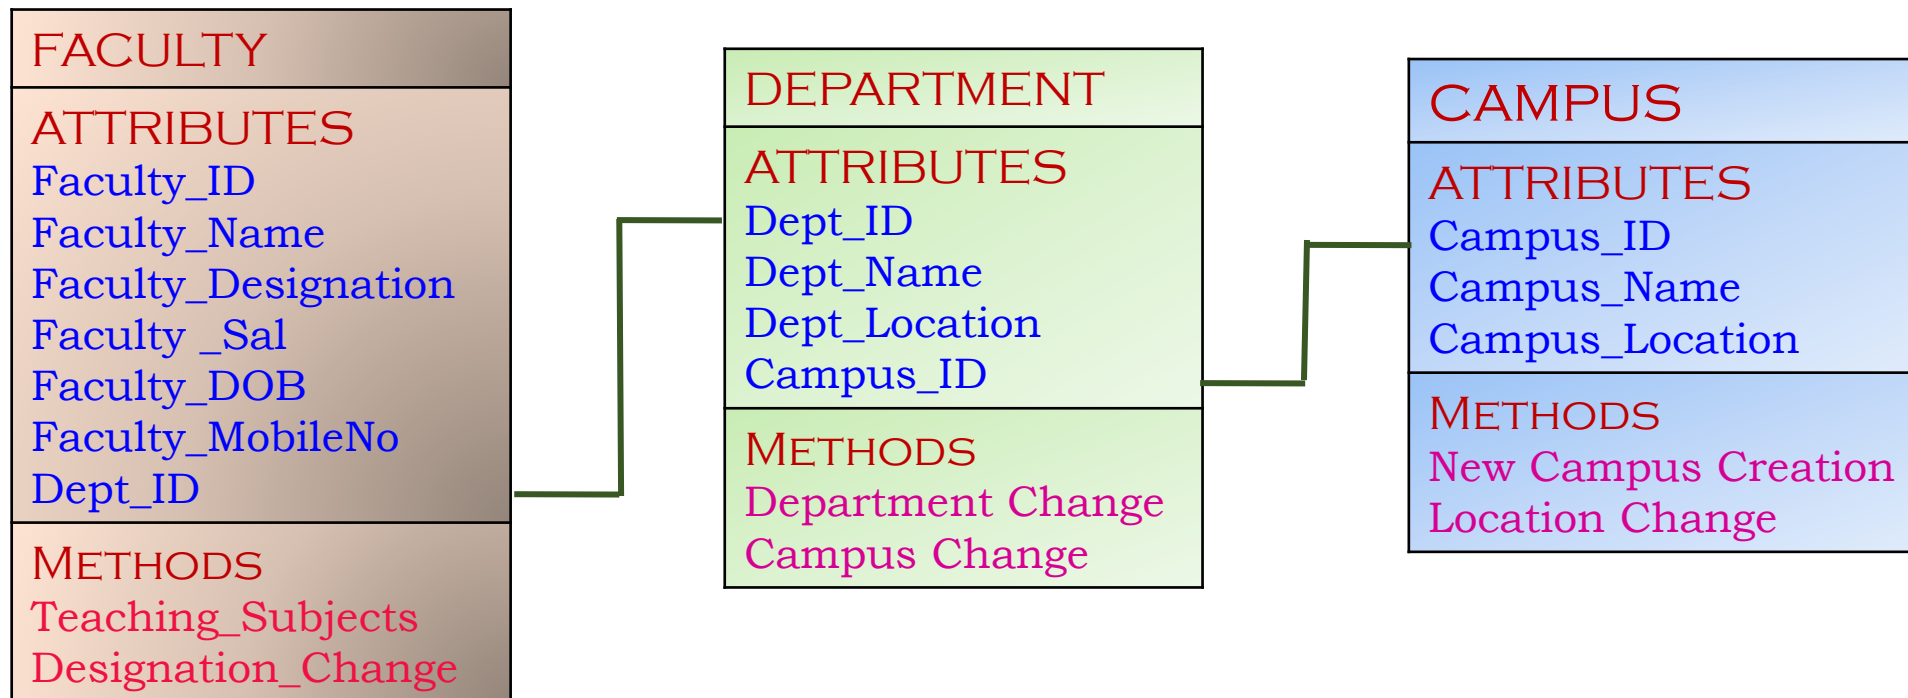 FACULTY
ATTRIBUTES
Faculty_ID
Faculty_Name
Faculty_Designation
Faculty _Sal
Faculty_DOB
Faculty_MobileNo
Dept_ID
METHODS
Teaching_Subjects
Designation_Change
DEPARTMENT
ATTRIBUTES
Dept_ID
Dept_Name
Dept_Location
Campus_ID
METHODS
Department Change
Campus Change
CAMPUS
ATTRIBUTES
Campus_ID
Campus_Name
Campus_Location
METHODS
New Campus Creation
Location Change